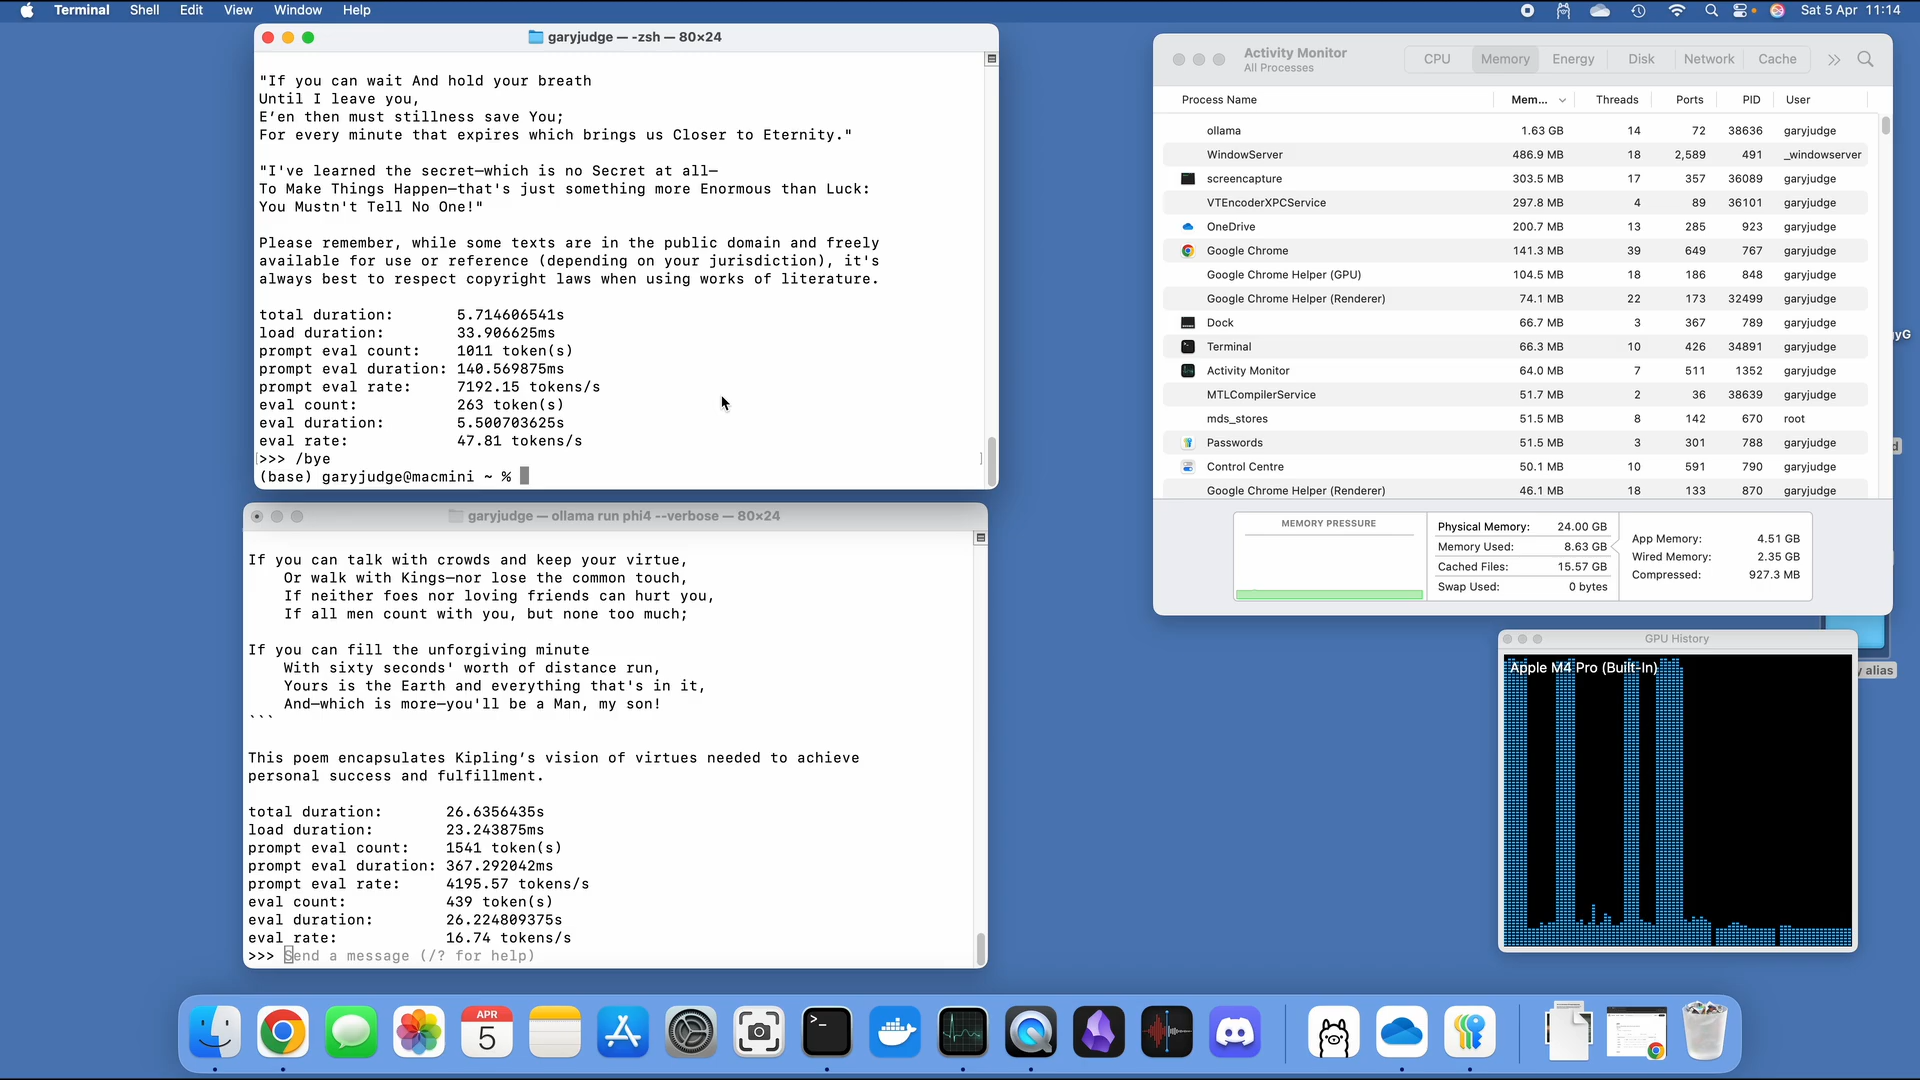 Terminal Shell Edit View Window Help
Sat 5 Apr 11:14
garyjudge — -zsh — 80×24
"If you can wait And hold your breath
Until I leave you,
E'en then must stillness save You;
For every minute that expires which brings us Closer to Eternity."
"I've learned the secret—which is no Secret at all—
To Make Things Happen—that's just something more Enormous than Luck:
You Mustn't Tell No One!"
Please remember, while some texts are in the public domain and freely
available for use or reference (depending on your jurisdiction), it's
always best to respect copyright laws when using works of literature.
total duration: 5.714606541s
load duration: 33.906625ms
prompt eval count: 1011 token(s)
prompt eval duration: 140.569875ms
prompt eval rate: 7192.15 tokens/s
eval count: 263 token(s)
eval duration: 5.500703625s
eval rate: 47.81 tokens/s
[>>> /bye ]
(base) garyjudge@macmini ~ %
garyjudge — ollama run phi4 --verbose — 80×24
If you can talk with crowds and keep your virtue,
Or walk with Kings—nor lose the common touch,
If neither foes nor loving friends can hurt you,
If all men count with you, but none too much;
If you can fill the unforgiving minute
With sixty seconds' worth of distance run,
Yours is the Earth and everything that's in it,
And—which is more—you'll be a Man, my son!
```
This poem encapsulates Kipling’s vision of virtues needed to achieve
personal success and fulfillment.
total duration: 26.6356435s
load duration: 23.243875ms
prompt eval count: 1541 token(s)
prompt eval duration: 367.292042ms
prompt eval rate: 4195.57 tokens/s
eval count: 439 token(s)
eval duration: 26.224809375s
eval rate: 16.74 tokens/s
>>> Send a message (/? for help)
Activity Monitor
All Processes
CPU Memory Energy Disk Network Cache
Process Name Mem... Threads Ports PID User
ollama 1.63 GB 14 72 38636 garyjudge
WindowServer 486.9 MB 18 2,589 491 _windowserver
screencapture 303.5 MB 17 357 36089 garyjudge
VTEncoderXPCService 297.8 MB 4 89 36101 garyjudge
OneDrive 200.7 MB 13 285 923 garyjudge
Google Chrome 141.3 MB 39 649 767 garyjudge
Google Chrome Helper (GPU) 104.5 MB 18 186 848 garyjudge
Google Chrome Helper (Renderer) 74.1 MB 22 173 32499 garyjudge
Dock 66.7 MB 3 367 789 garyjudge
Terminal 66.3 MB 10 426 34891 garyjudge
Activity Monitor 64.0 MB 7 511 1352 garyjudge
MTLCompilerService 51.7 MB 2 36 38639 garyjudge
mds_stores 51.5 MB 8 142 670 root
Passwords 51.5 MB 3 301 788 garyjudge
Control Centre 50.1 MB 10 591 790 garyjudge
Google Chrome Helper (Renderer) 46.1 MB 18 133 870 garyjudge
MEMORY PRESSURE
Physical Memory: 24.00 GB
Memory Used: 8.63 GB
Cached Files: 15.57 GB
Swap Used: 0 bytes
App Memory: 4.51 GB
Wired Memory: 2.35 GB
Compressed: 927.3 MB
GPU History
Apple M4 Pro (Built-In)
yG
d
y alias
APR
5
>_